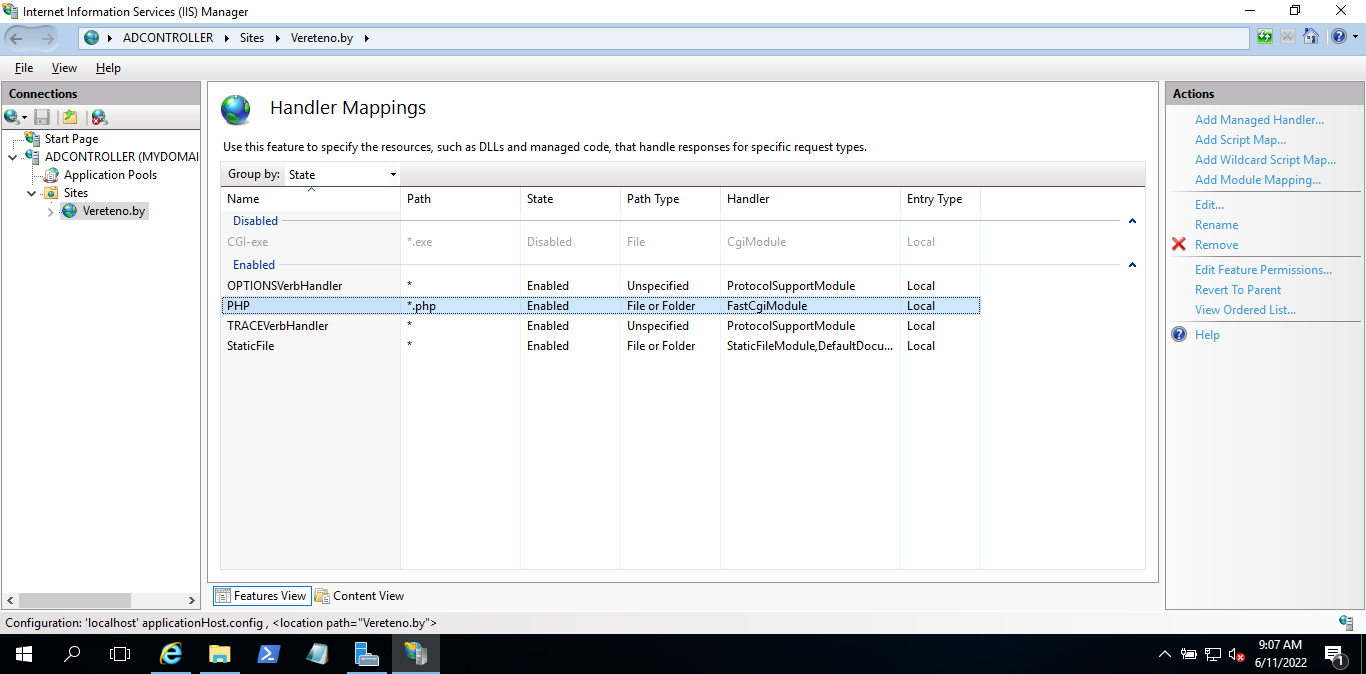 Internet Information Services (IIS) Manager
ADCONTROLLER Sites Vereteno.by
File View Help
Connections
Start Page
ADCONTROLLER (MYDOMAI
Application Pools
Sites
Vereteno.by
Handler Mappings
Use this feature to specify the resources, such as DLLs and managed code, that handle responses for specific request types.
Group by: State
Name Path State Path Type Handler Entry Type
Disabled
CGI-exe *.exe Disabled File CgiModule Local
Enabled
OPTIONSVerbHandler * Enabled Unspecified ProtocolSupportModule Local
PHP *.php Enabled File or Folder FastCgiModule Local
TRACEVerbHandler * Enabled Unspecified ProtocolSupportModule Local
StaticFile * Enabled File or Folder StaticFileModule,DefaultDocu... Local
Features View Content View
Actions
Add Managed Handler...
Add Script Map...
Add Wildcard Script Map...
Add Module Mapping...
Edit...
Rename
Remove
Edit Feature Permissions...
Revert To Parent
View Ordered List...
Help
Configuration: 'localhost' applicationHost.config , <location path="Vereteno.by">
9:07 AM
6/11/2022
1